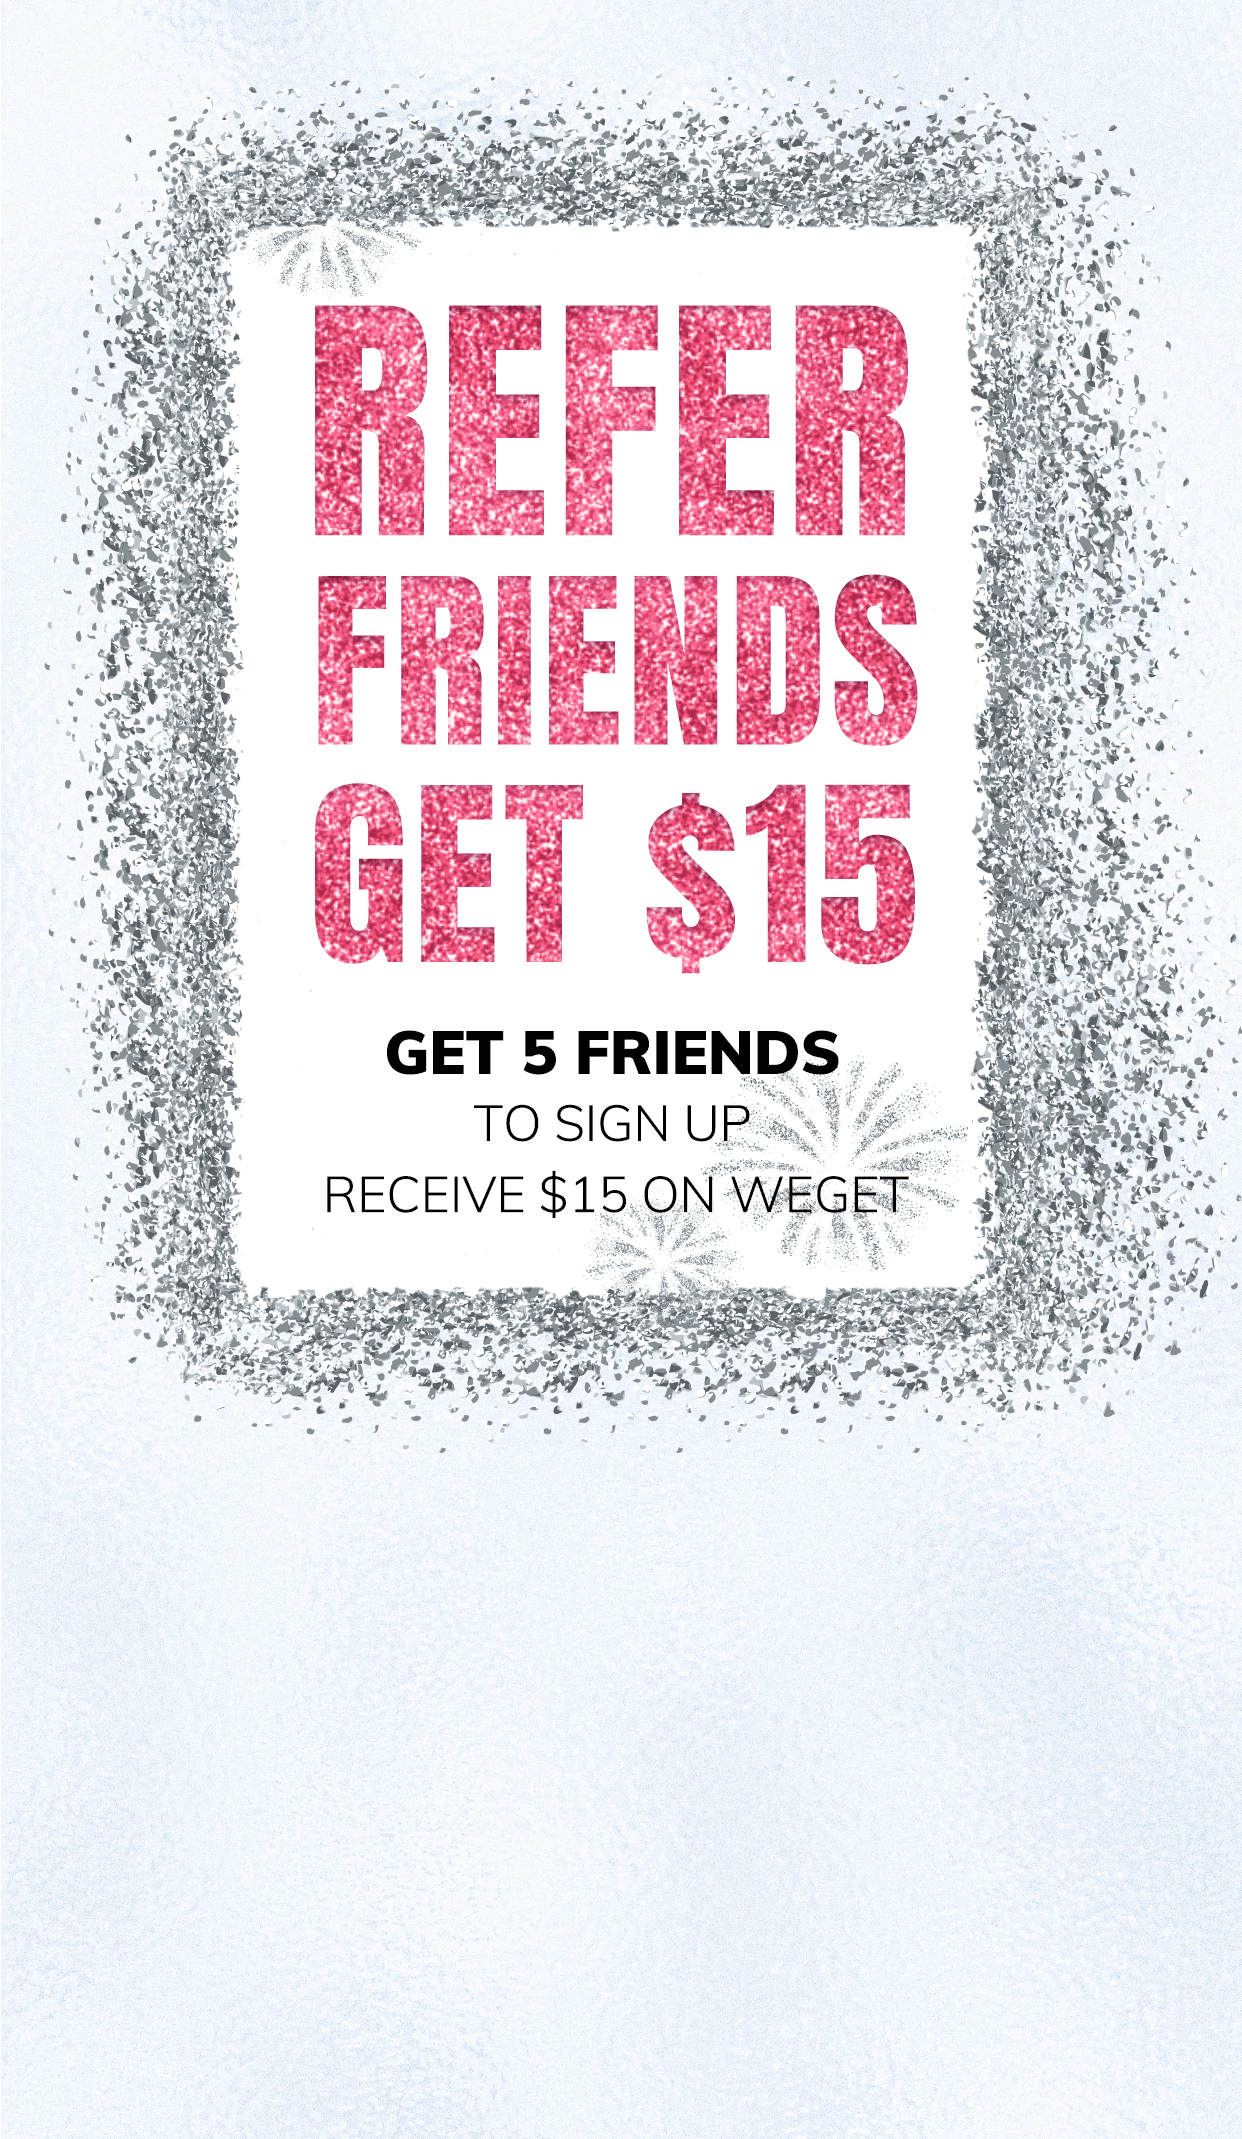 REFER
FRIENDS
GET $15
GET 5 FRIENDS
TO SIGN UP
RECEIVE $15 ON WEGET